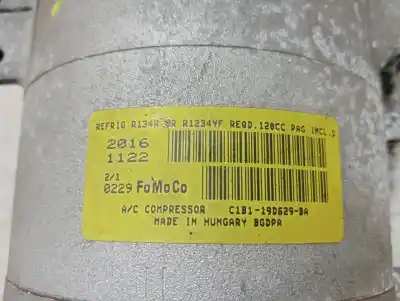 REFRIG R134A OR R1234YF REQD.120CC PAG INCL.
2016
1122
2/1
0229 FoMoCo
A/C COMPRESSOR C1B1-19D629-BA
MADE IN HUNGARY BGDPA